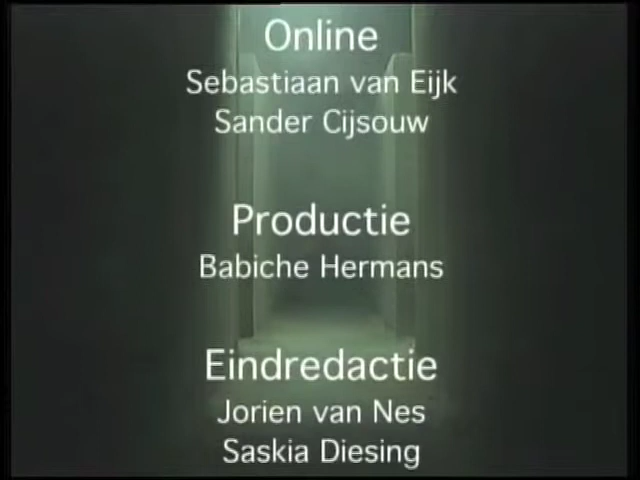 Online
Sebastiaan van Eijk
Sander Cijsouw
Productie
Babiche Hermans
Eindredactie
Jorien van Nes
Saskia Diesing